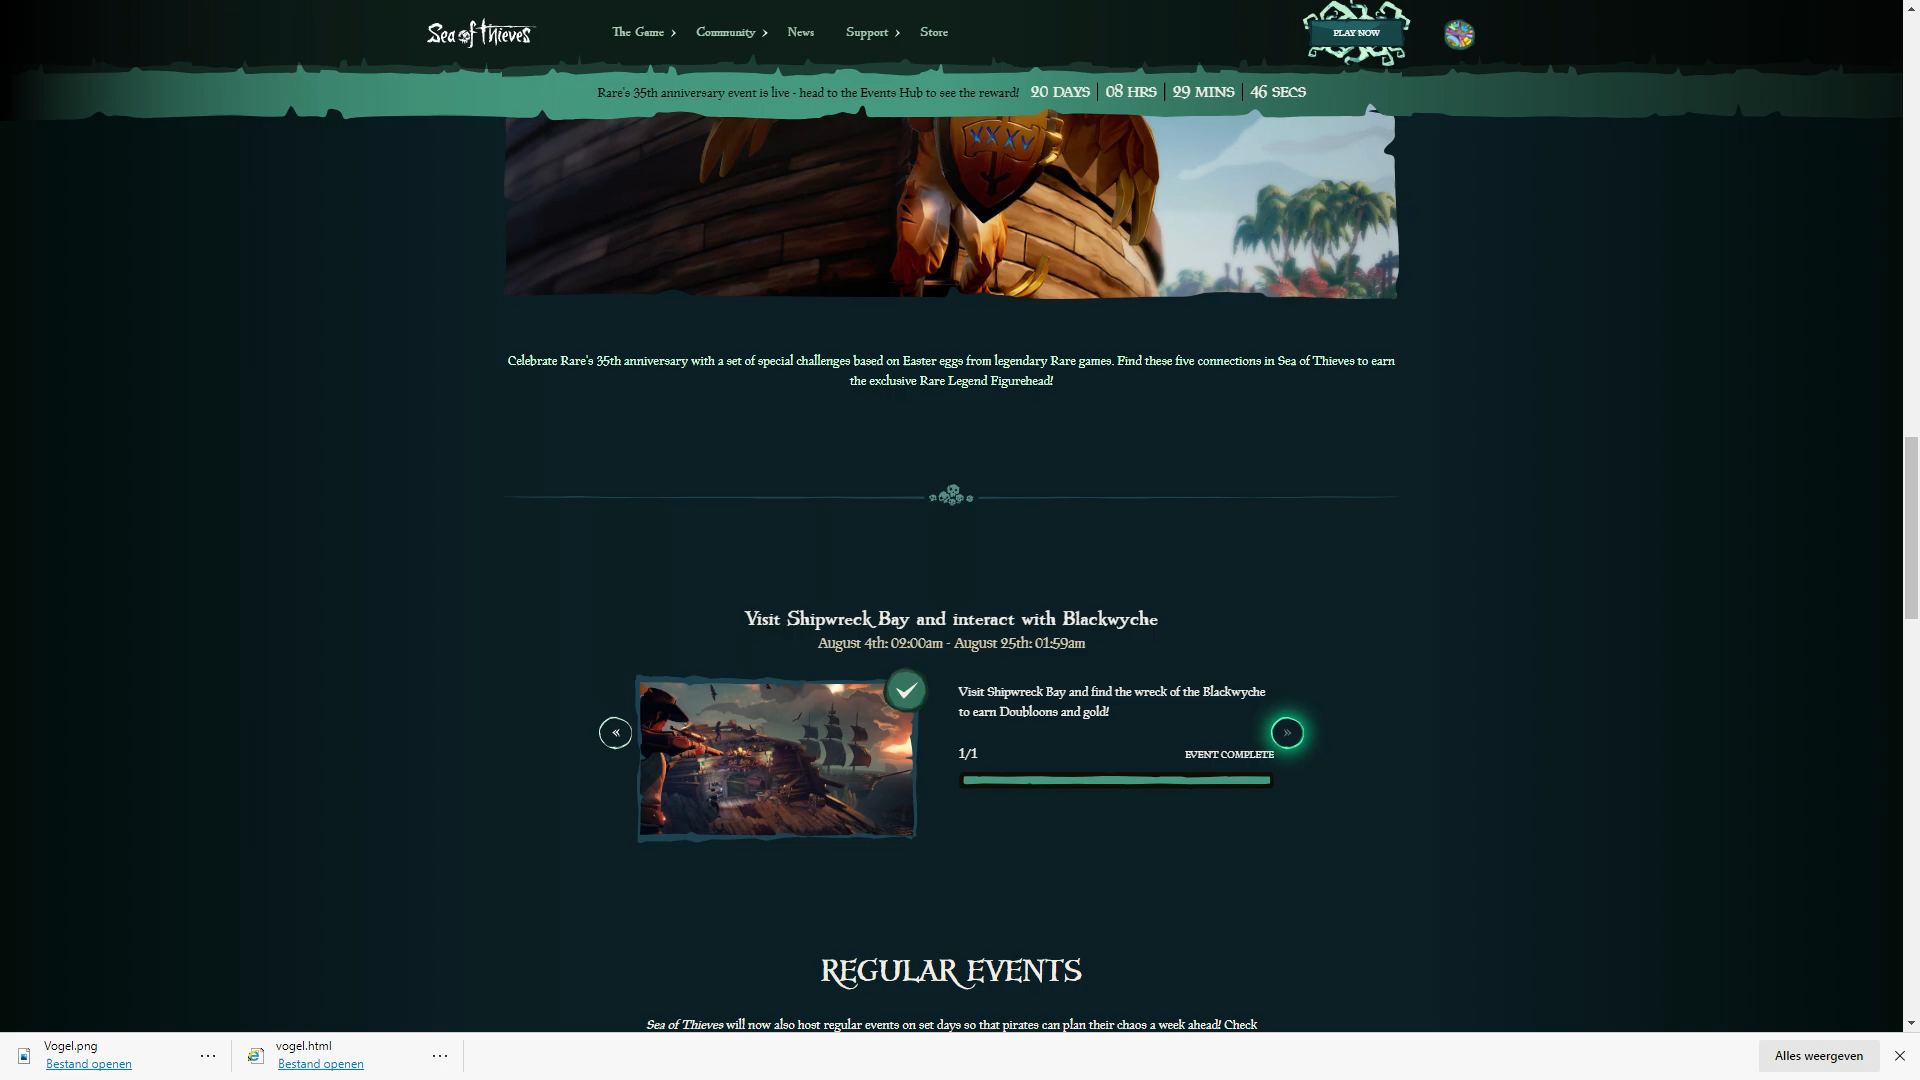 Sea of Thieves
The Game
Community
News
Support
Store
PLAY NOW
Rare's 35th anniversary event is live - head to the Events Hub to see the reward! 20 DAYS 08 HRS 29 MINS 46 SECS
XXXV
Celebrate Rare's 35th anniversary with a set of special challenges based on Easter eggs from legendary Rare games. Find these five connections in Sea of Thieves to earn
the exclusive Rare Legend Figurehead!
Visit Shipwreck Bay and interact with Blackwyche
August 4th: 02:00am - August 25th: 01:59am
Visit Shipwreck Bay and find the wreck of the Blackwyche
to earn Doubloons and gold!
1/1 EVENT COMPLETE
REGULAR EVENTS
Sea of Thieves will now also host regular events on set days so that pirates can plan their chaos a week ahead! Check
Vogel.png
Bestand openen
vogel.html
Bestand openen
Alles weergeven